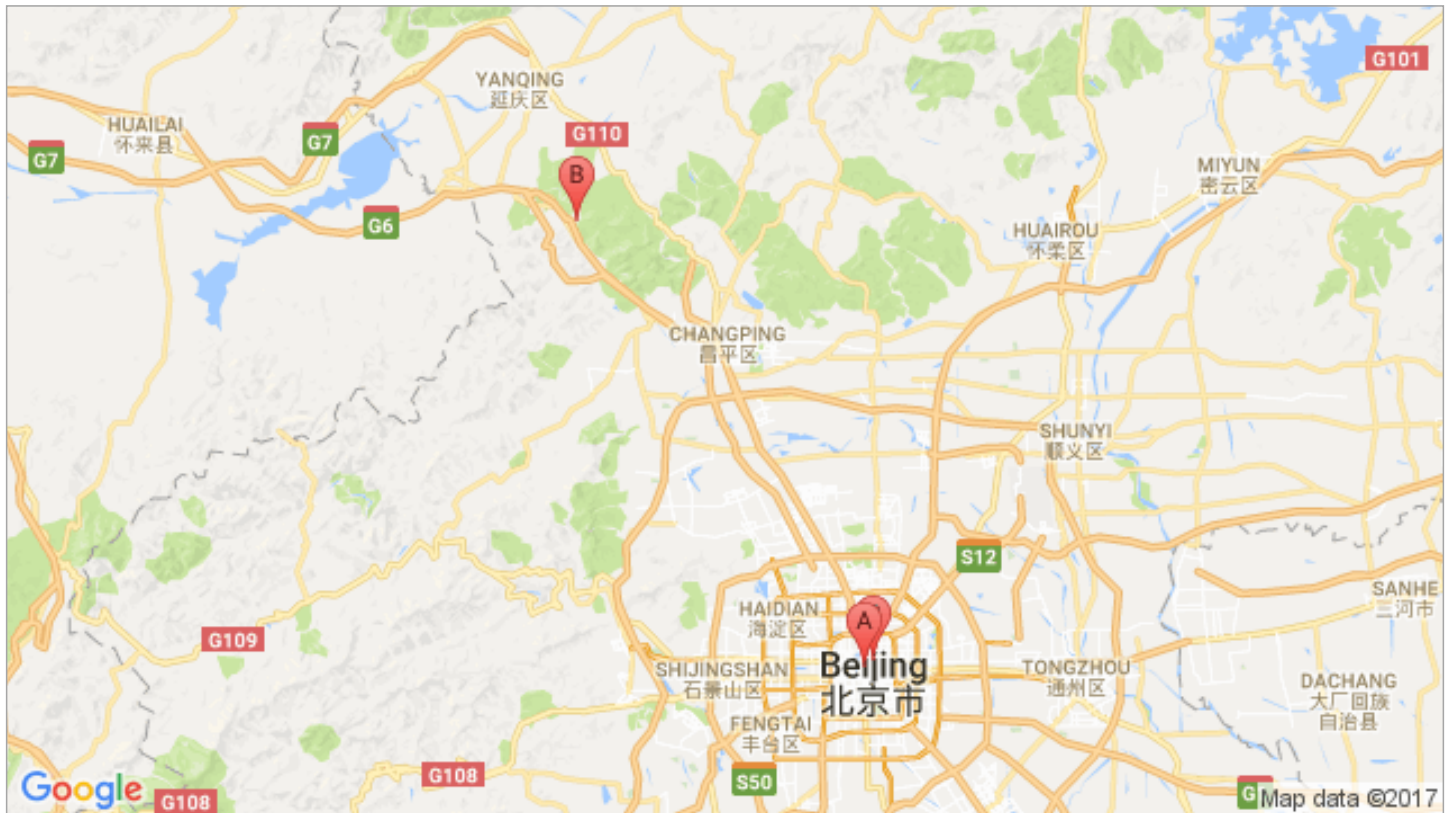 G101
YANQING
延庆区
HUAILAI
怀来县
G7
G110
G7
B
MIYUN
密云区
G6
HUAIROU
怀柔区
CHANGPING
昌平区
SHUNYI
顺义区
S12
HAIDIAN
海淀区
A
SANHE
三河市
G109
SHIJINGSHAN
石景山区
Beijing
北京市
TONGZHOU
通州区
DACHANG
大厂回族
自治县
FENGTAI
丰台区
G108
S50
Google
G108
G
Map data ©2017